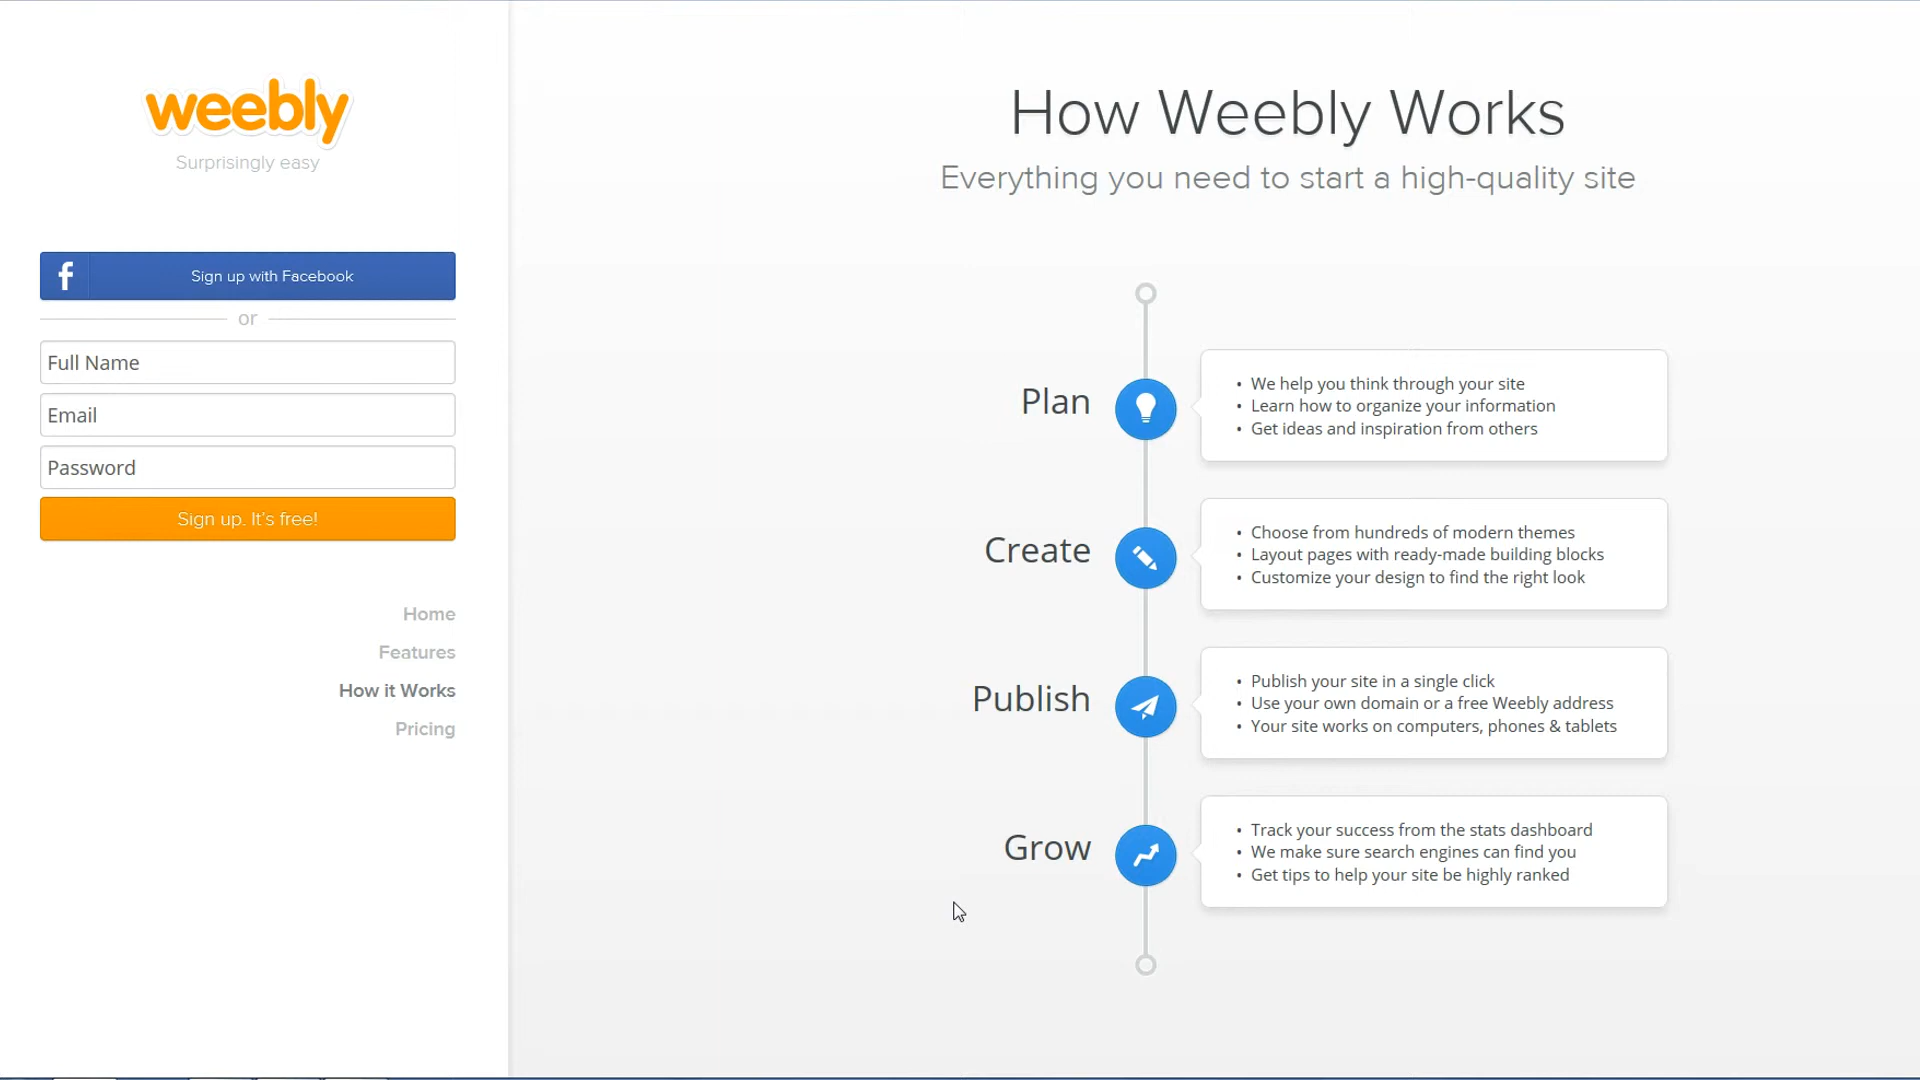 weebly
Surprisingly easy
f
Sign up with Facebook
or
Full Name
Email
Password
Sign up. It's free!
Home
Features
How it Works
Pricing
How Weebly Works
Everything you need to start a high-quality site
Plan
• We help you think through your site
• Learn how to organize your information
• Get ideas and inspiration from others
Create
• Choose from hundreds of modern themes
• Layout pages with ready-made building blocks
• Customize your design to find the right look
Publish
• Publish your site in a single click
• Use your own domain or a free Weebly address
• Your site works on computers, phones & tablets
Grow
• Track your success from the stats dashboard
• We make sure search engines can find you
• Get tips to help your site be highly ranked